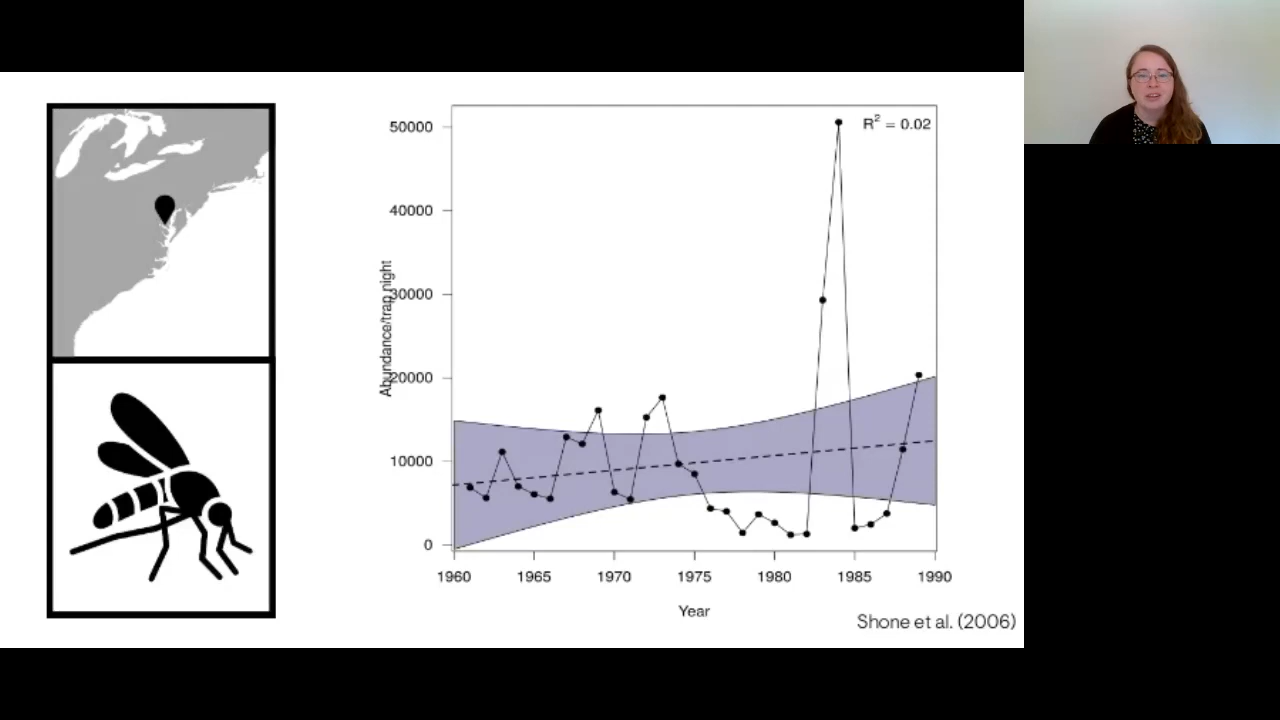 R² = 0.02
50000
40000
30000
20000
10000
0
Abundance/trap night
1960 1965 1970 1975 1980 1985 1990
Year
Shone et al. (2006)